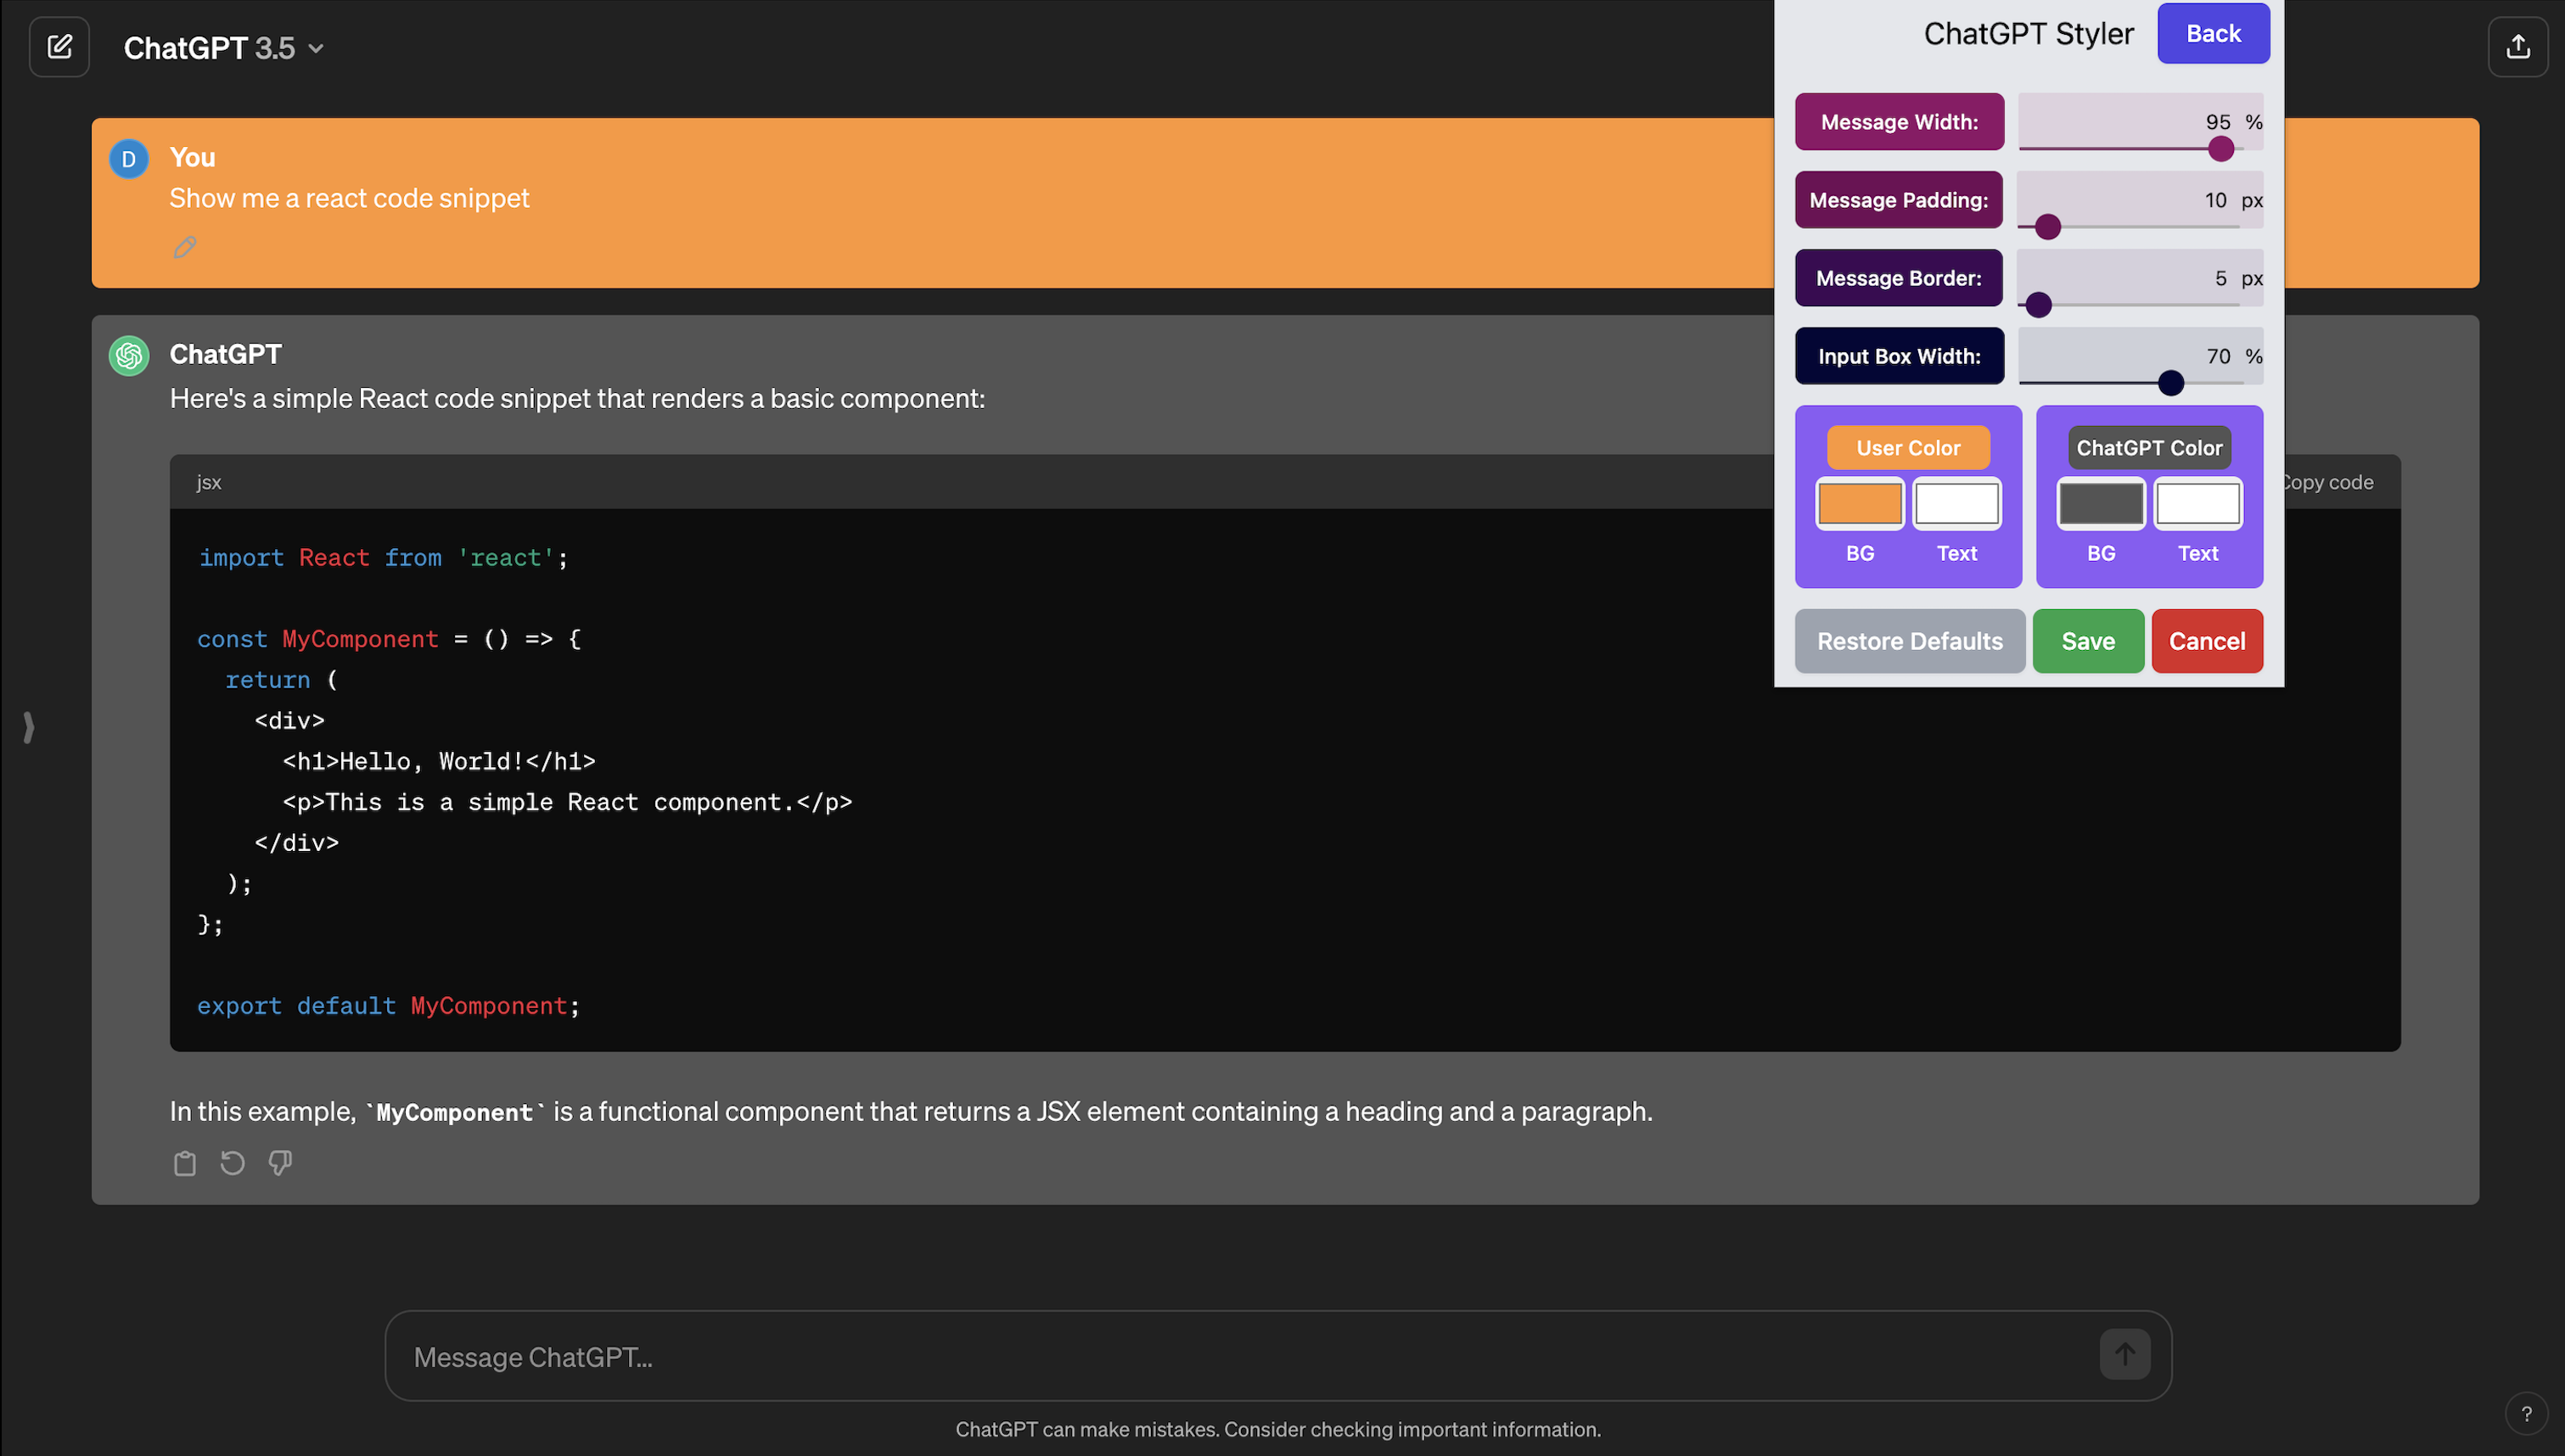 ChatGPT 3.5
ChatGPT Styler
Back
Message Width:
95 %
Message Padding:
10 px
Message Border:
5 px
Input Box Width:
70 %
User Color
BG
Text
ChatGPT Color
BG
Text
Restore Defaults
Save
Cancel
D
You
Show me a react code snippet
ChatGPT
Here's a simple React code snippet that renders a basic component:
jsx
Copy code
import React from 'react';
const MyComponent = () => {
  return (
    <div>
      <h1>Hello, World!</h1>
      <p>This is a simple React component.</p>
    </div>
  );
};
export default MyComponent;
In this example, `MyComponent` is a functional component that returns a JSX element containing a heading and a paragraph.
Message ChatGPT...
ChatGPT can make mistakes. Consider checking important information.
?